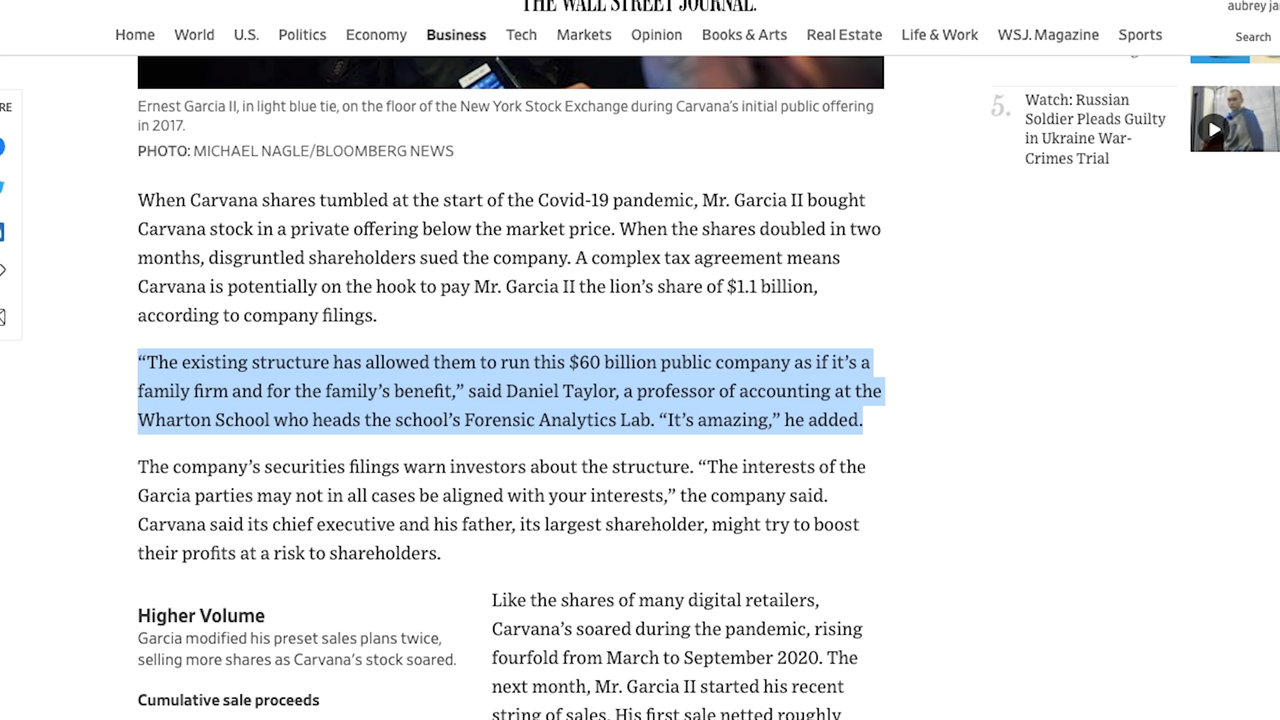 THE WALL STREET JOURNAL.
Home World U.S. Politics Economy Business Tech Markets Opinion Books & Arts Real Estate Life & Work WSJ. Magazine Sports
Search
Ernest Garcia II, in light blue tie, on the floor of the New York Stock Exchange during Carvana's initial public offering
in 2017.
PHOTO: MICHAEL NAGLE/BLOOMBERG NEWS
When Carvana shares tumbled at the start of the Covid-19 pandemic, Mr. Garcia II bought
Carvana stock in a private offering below the market price. When the shares doubled in two
months, disgruntled shareholders sued the company. A complex tax agreement means
Carvana is potentially on the hook to pay Mr. Garcia II the lion's share of $1.1 billion,
according to company filings.
“The existing structure has allowed them to run this $60 billion public company as if it's a
family firm and for the family's benefit,” said Daniel Taylor, a professor of accounting at the
Wharton School who heads the school's Forensic Analytics Lab. “It's amazing,” he added.
The company's securities filings warn investors about the structure. “The interests of the
Garcia parties may not in all cases be aligned with your interests,” the company said.
Carvana said its chief executive and his father, its largest shareholder, might try to boost
their profits at a risk to shareholders.
Higher Volume
Garcia modified his preset sales plans twice,
selling more shares as Carvana's stock soared.
Cumulative sale proceeds
Like the shares of many digital retailers,
Carvana's soared during the pandemic, rising
fourfold from March to September 2020. The
next month, Mr. Garcia II started his recent
string of sales. His first sale netted roughly
5.
Watch: Russian
Soldier Pleads Guilty
in Ukraine War-
Crimes Trial
aubrey ja
RE